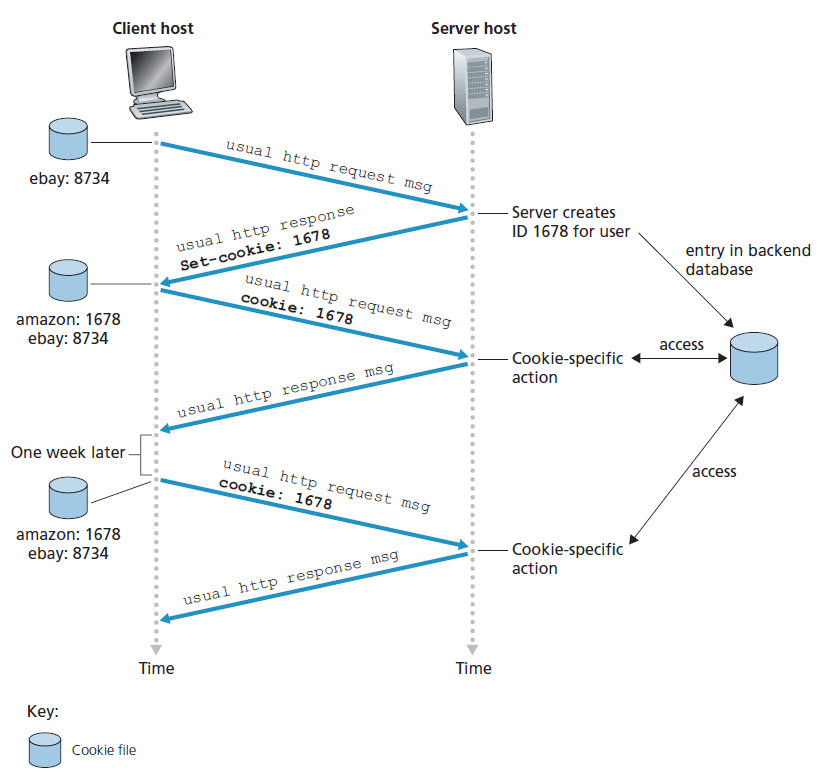 Client host
Server host
usual http request msg
ebay: 8734
Server creates
ID 1678 for user
entry in backend
database
usual http response
Set-cookie: 1678
usual http request msg
cookie: 1678
amazon: 1678
ebay: 8734
access
Cookie-specific
action
usual http response msg
One week later
usual http request msg
cookie: 1678
access
amazon: 1678
ebay: 8734
Cookie-specific
action
usual http response msg
Time
Time
Key:
Cookie file